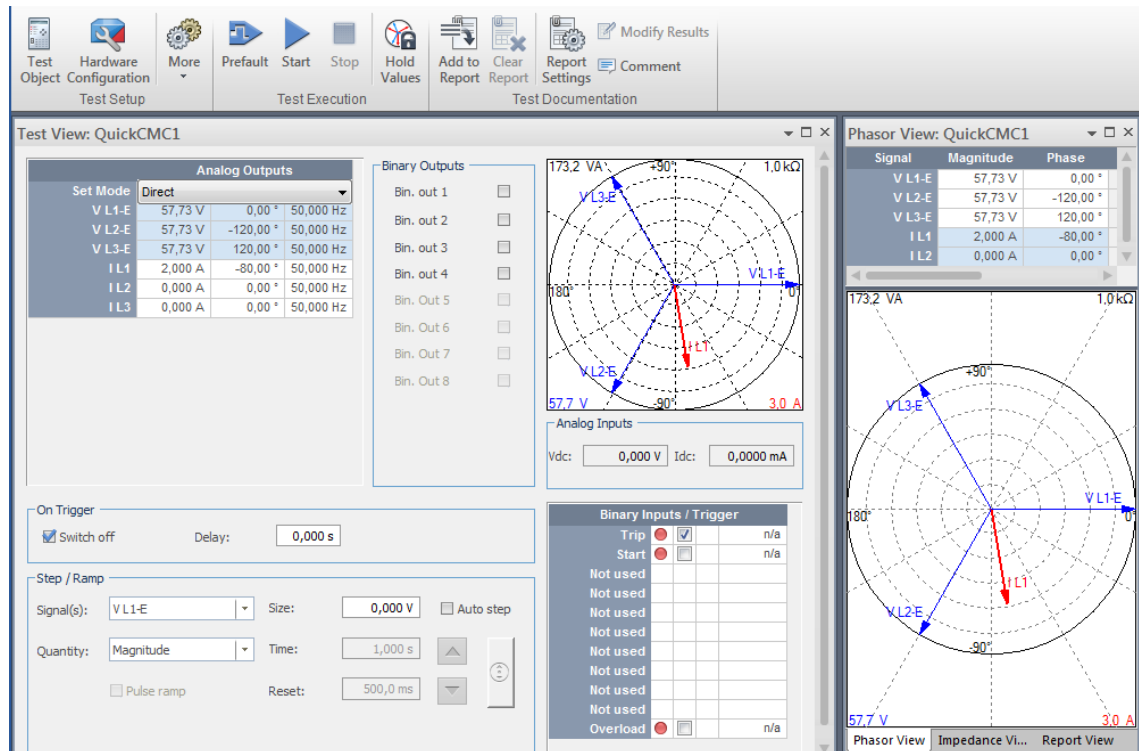 Test Object
Hardware Configuration
More
Prefault
Start
Stop
Hold Values
Add to Report
Clear Report
Report Settings
Modify Results
Comment
Test Setup
Test Execution
Test Documentation
Test View: QuickCMC1
Analog Outputs
Set Mode Direct
V L1-E 57,73 V 0,00 ° 50,000 Hz
V L2-E 57,73 V -120,00 ° 50,000 Hz
V L3-E 57,73 V 120,00 ° 50,000 Hz
I L1 2,000 A -80,00 ° 50,000 Hz
I L2 0,000 A 0,00 ° 50,000 Hz
I L3 0,000 A 0,00 ° 50,000 Hz
Binary Outputs
Bin. out 1
Bin. out 2
Bin. out 3
Bin. out 4
Bin. Out 5
Bin. Out 6
Bin. Out 7
Bin. Out 8
173,2 VA +90° 1,0 kΩ
V L3-E
V L1-E
180° 0°
I L1
V L2-E
57,7 V -90° 3,0 A
Analog Inputs
Vdc: 0,000 V Idc: 0,0000 mA
On Trigger
Switch off Delay: 0,000 s
Step / Ramp
Signal(s): V L1-E Size: 0,000 V Auto step
Quantity: Magnitude Time: 1,000 s
Pulse ramp Reset: 500,0 ms
Binary Inputs / Trigger
Trip n/a
Start n/a
Not used
Not used
Not used
Not used
Not used
Not used
Not used
Not used
Overload n/a
Phasor View: QuickCMC1
Signal Magnitude Phase
V L1-E 57,73 V 0,00 °
V L2-E 57,73 V -120,00 °
V L3-E 57,73 V 120,00 °
I L1 2,000 A -80,00 °
I L2 0,000 A 0,00 °
173,2 VA 1,0 kΩ
+90°
V L3-E
V L1-E
180° 0°
I L1
V L2-E
-90°
57,7 V 3,0 A
Phasor View Impedance Vi... Report View